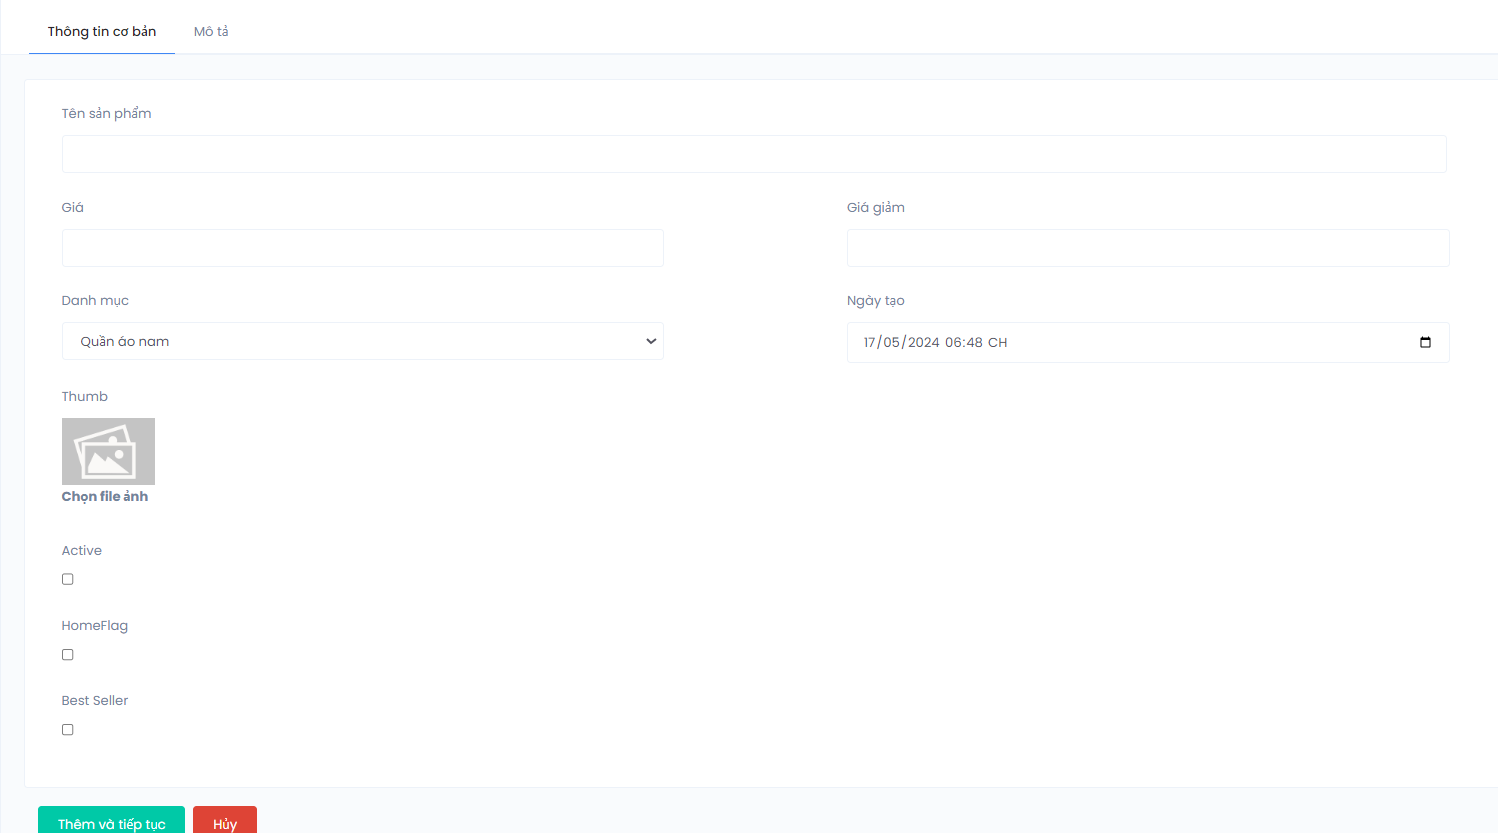 Thông tin cơ bản Mô tả
Tên sản phẩm
Giá Giá giảm
Danh mục Ngày tạo
Quần áo nam 17/05/2024 06:48 CH
Thumb
Chọn file ảnh
Active
HomeFlag
Best Seller
Thêm và tiếp tục Hủy